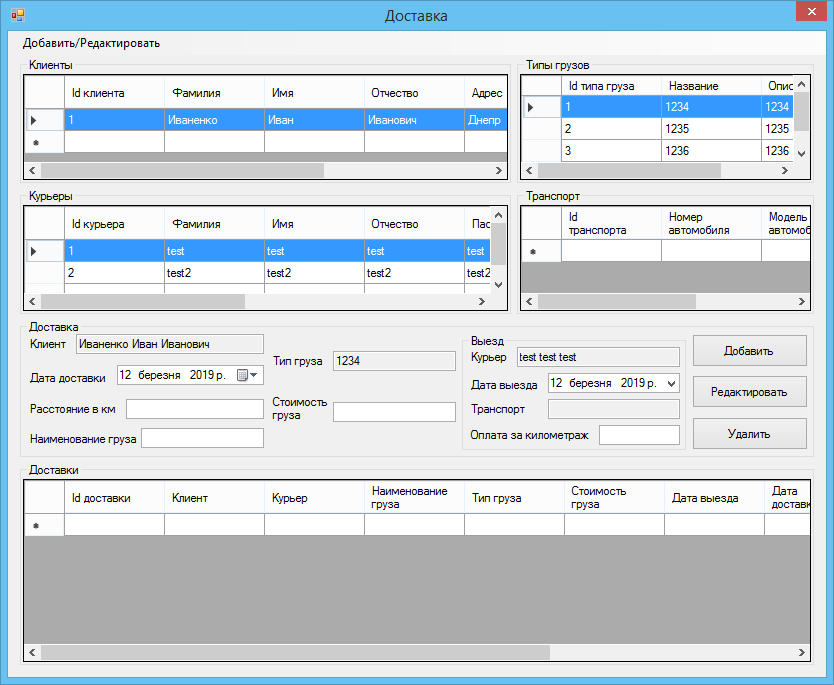 Доставка
Добавить/Редактировать
Клиенты
Id клиента Фамилия Имя Отчество Адрес
1 Иваненко Иван Иванович Днепр
Типы грузов
Id типа груза Название Опис
1 1234 1234
2 1235 1235
3 1236 1236
Курьеры
Id курьера Фамилия Имя Отчество Пас
1 test test test test
2 test2 test2 test2 test2
Транспорт
Id транспорта Номер автомобиля Модель автомоб
Доставка
Клиент Иваненко Иван Иванович
Дата доставки 12 березня 2019 р.
Расстояние в км
Наименование груза
Тип груза 1234
Стоимость
груза
Выезд
Курьер test test test
Дата выезда 12 березня 2019 р.
Транспорт
Оплата за километраж
Добавить
Редактировать
Удалить
Доставки
Id доставки Клиент Курьер Наименование груза Тип груза Стоимость груза Дата выезда Дата доставк